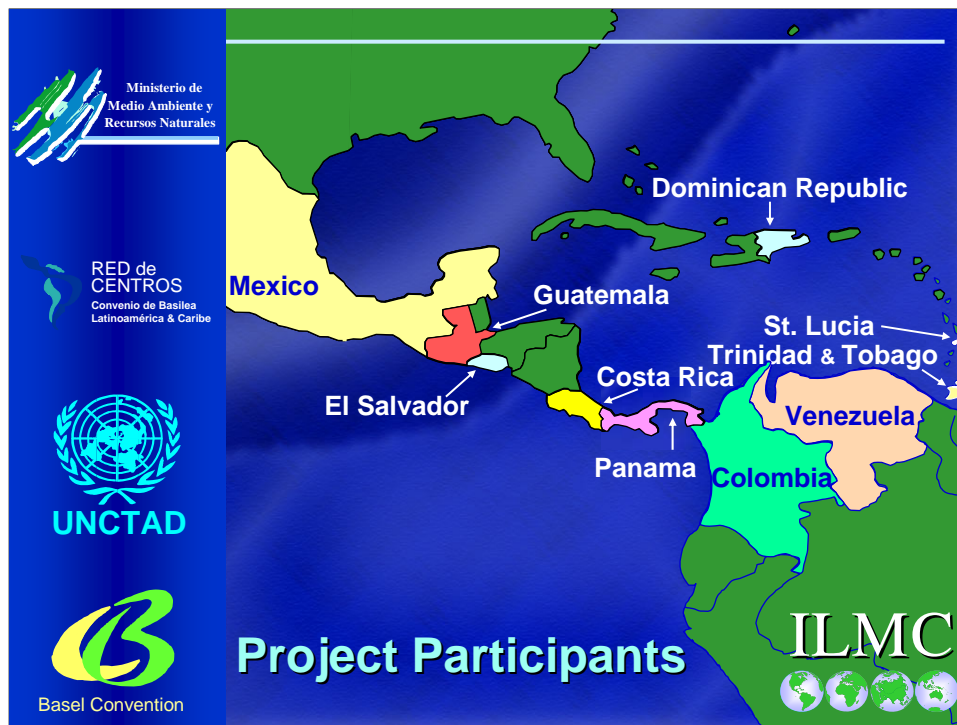 Ministerio de
Medio Ambiente y
Recursos Naturales
RED de
CENTROS
Convenio de Basilea
Latinoamérica & Caribe
UNCTAD
Basel Convention
Dominican Republic
Mexico
Guatemala
St. Lucia
Trinidad & Tobago
Costa Rica
El Salvador
Venezuela
Panama
Colombia
Project Participants
ILMC